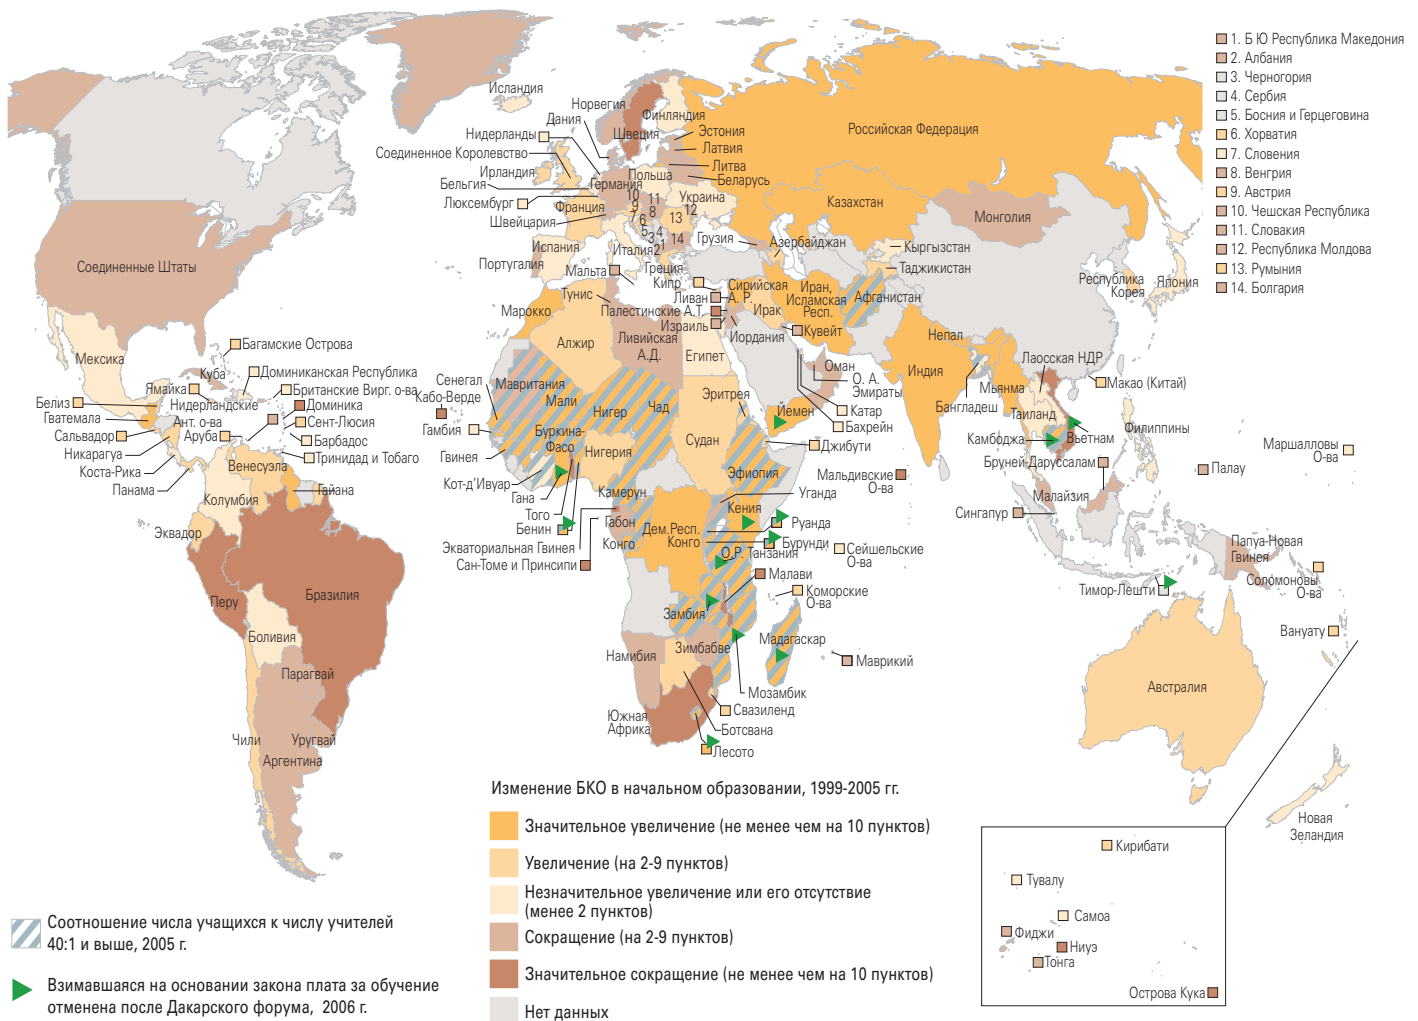 Исландия
Норвегия
Дания
Финляндия
Нидерланды
Швеция
Эстония
Российская Федерация
Соединенное Королевство
Латвия
Ирландия
Литва
Польша
Беларусь
Бельгия
Германия
Люксембург
Украина
Казахстан
Франция
Швейцария
Монголия
10
11
9
8
7
6
5
4
3
2
1
12
13
14
Грузия
Азербайджан
Кыргызстан
Испания
Италия
Португалия
Таджикистан
Греция
Мальта
Кипр
Республика
Корея
Япония
Соединенные Штаты
Тунис
Сирийская
А. Р.
Иран,
Исламская
Респ.
Афганистан
Ливан
Марокко
Палестинские А.Т.
Ирак
Израиль
Кувейт
Иордания
Непал
Алжир
Ливийская
А.Д.
Египет
Лаосская НДР
Мексика
Багамские Острова
Куба
Доминиканская Республика
Оман
О. А.
Эмираты
Индия
Мьянма
Макао (Китай)
Ямайка
Британские Вирг. о-ва
Сенегал
Мавритания
Кабо-Верде
Мали
Нигер
Чад
Эритрея
Йемен
Катар
Бахрейн
Бангладеш
Таиланд
Белиз
Нидерландские
Ант. о-ва
Доминика
Гватемала
Сент-Люсия
Гамбия
Буркина-
Фасо
Филиппины
Сальвадор
Аруба
Барбадос
Судан
Джибути
Камбоджа
Вьетнам
Маршалловы
О-ва
Никарагуа
Тринидад и Тобаго
Гвинея
Нигерия
Коста-Рика
Венесуэла
Эфиопия
Мальдивские
О-ва
Бруней-Даруссалам
Палау
Панама
Гайана
Кот-д'Ивуар
Камерун
Уганда
Колумбия
Гана
Кения
Малайзия
Сингапур
Того
Габон
Дем.Респ.
Конго
Руанда
Эквадор
Бенин
Конго
Бурунди
Экваториальная Гвинея
О.Р. Танзания
Сейшельские
О-ва
Папуа-Новая
Гвинея
Сан-Томе и Принсипи
Малави
Соломоновы
О-ва
Перу
Бразилия
Коморские
О-ва
Тимор-Лешти
Замбия
Вануату
Боливия
Мадагаскар
Зимбабве
Намибия
Маврикий
Парагвай
Австралия
Мозамбик
Свазиленд
Южная
Африка
Ботсвана
Чили
Уругвай
Лесото
Аргентина
Новая
Зеландия
1. Б Ю Республика Македония
2. Албания
3. Черногория
4. Сербия
5. Босния и Герцеговина
6. Хорватия
7. Словения
8. Венгрия
9. Австрия
10. Чешская Республика
11. Словакия
12. Республика Молдова
13. Румыния
14. Болгария
Изменение БКО в начальном образовании, 1999-2005 гг.
Значительное увеличение (не менее чем на 10 пунктов)
Увеличение (на 2-9 пунктов)
Незначительное увеличение или его отсутствие
(менее 2 пунктов)
Сокращение (на 2-9 пунктов)
Значительное сокращение (не менее чем на 10 пунктов)
Нет данных
Соотношение числа учащихся к числу учителей
40:1 и выше, 2005 г.
Взимавшаяся на основании закона плата за обучение
отменена после Дакарского форума, 2006 г.
Кирибати
Тувалу
Самоа
Фиджи
Ниуэ
Тонга
Острова Кука